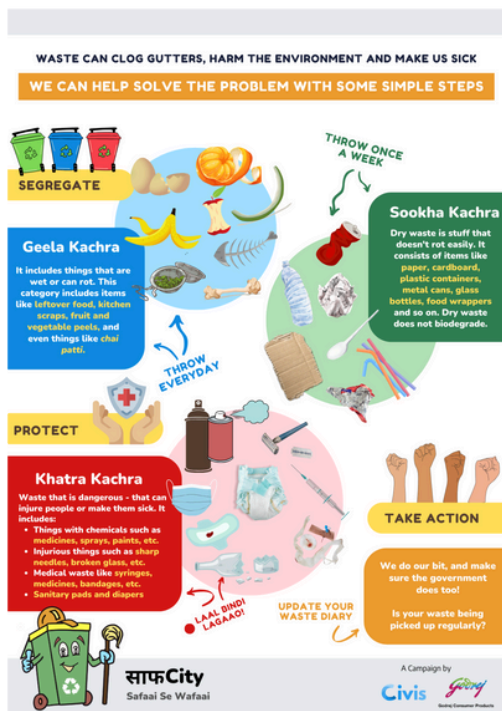 WASTE CAN CLOG GUTTERS, HARM THE ENVIRONMENT AND MAKE US SICK
WE CAN HELP SOLVE THE PROBLEM WITH SOME SIMPLE STEPS
SEGREGATE
Geela Kachra
It includes things that are
wet or can rot. This
category includes items
like leftover food, kitchen
scraps, fruit and
vegetable peels, and
even things like chai
patti.
THROW
EVERYDAY
THROW ONCE
A WEEK
Sookha Kachra
Dry waste is stuff that
doesn't rot easily. It
consists of items like
paper, cardboard,
plastic containers,
metal cans, glass
bottles, food wrappers
and so on. Dry waste
does not biodegrade.
PROTECT
Khatra Kachra
Waste that is dangerous - that can
injure people or make them sick. It
includes:
• Things with chemicals such as
medicines, sprays, paints, etc.
• Injurious things such as sharp
needles, broken glass, etc.
• Medical waste like syringes,
medicines, bandages, etc.
• Sanitary pads and diapers
LAAL BINDI
LAGAAO!
TAKE ACTION
We do our bit, and make
sure the government
does too!
Is your waste being
picked up regularly?
UPDATE YOUR
WASTE DIARY
साफCity
Safaai Se Wafaai
A Campaign by
Civis
Godrej
Godrej Consumer Products